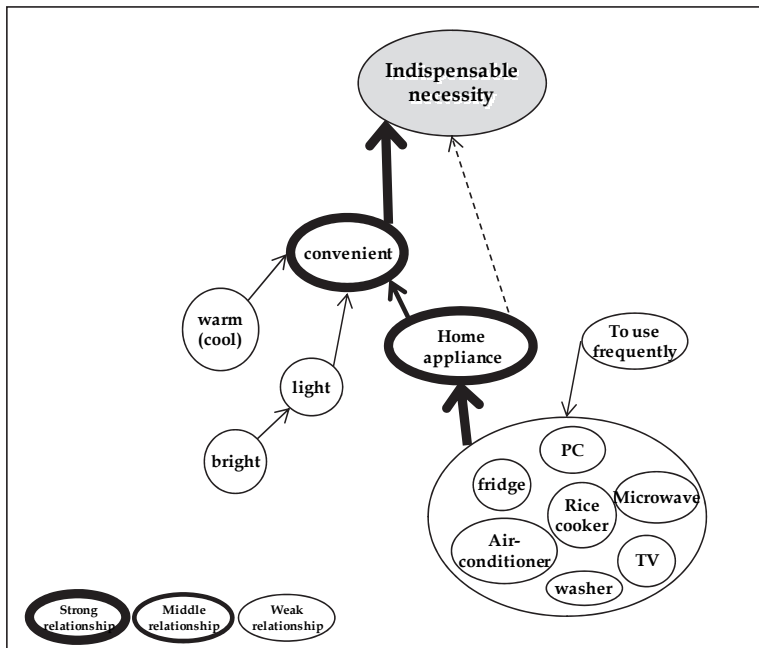 Indispensable
necessity
convenient
warm
(cool)
Home
appliance
To use
frequently
light
bright
PC
fridge
Microwave
Rice
cooker
Air-
conditioner
TV
washer
Strong
relationship
Middle
relationship
Weak
relationship